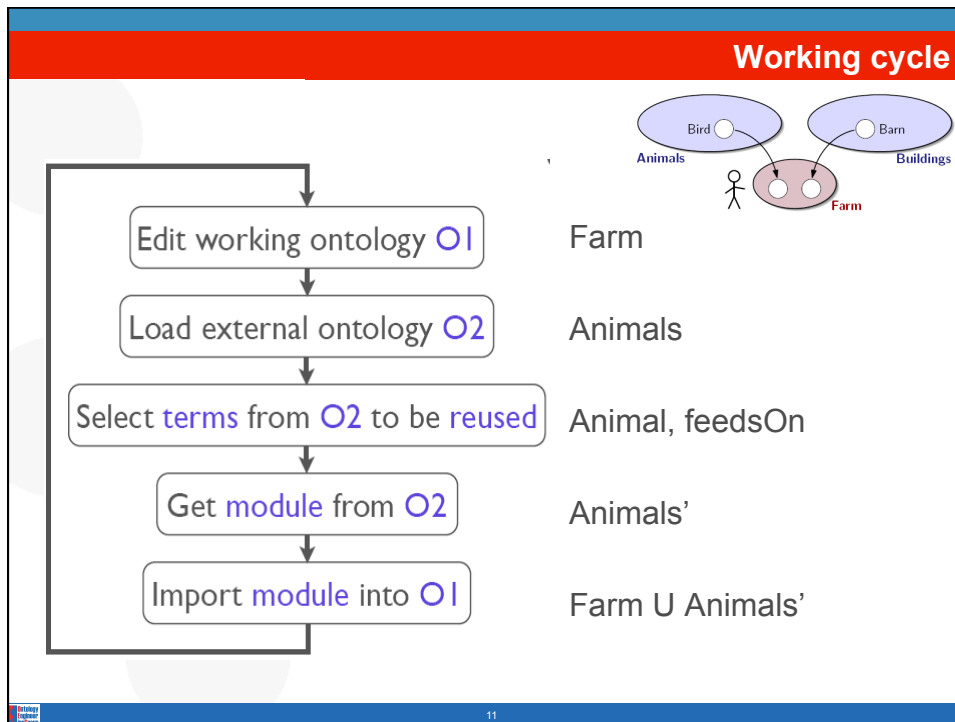 Working cycle
Bird
Barn
Animals
Buildings
Farm
Edit working ontology O1
Farm
Load external ontology O2
Animals
Select terms from O2 to be reused
Animal, feedsOn
Get module from O2
Animals’
Import module into O1
Farm U Animals’
Ontology
Engineer
11